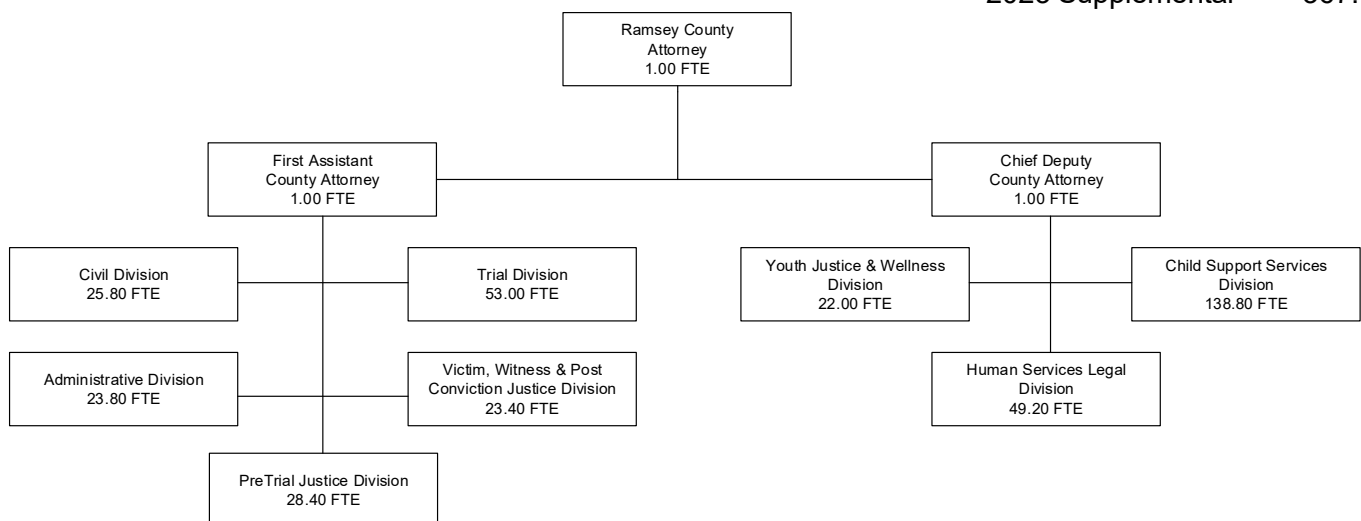 Supplemental
Ramsey County
Attorney
1.00 FTE
First Assistant
County Attorney
1.00 FTE
Chief Deputy
County Attorney
1.00 FTE
Civil Division
25.80 FTE
Trial Division
53.00 FTE
Youth Justice & Wellness
Division
22.00 FTE
Child Support Services
Division
138.80 FTE
Administrative Division
23.80 FTE
Victim, Witness & Post
Conviction Justice Division
23.40 FTE
Human Services Legal
Division
49.20 FTE
PreTrial Justice Division
28.40 FTE